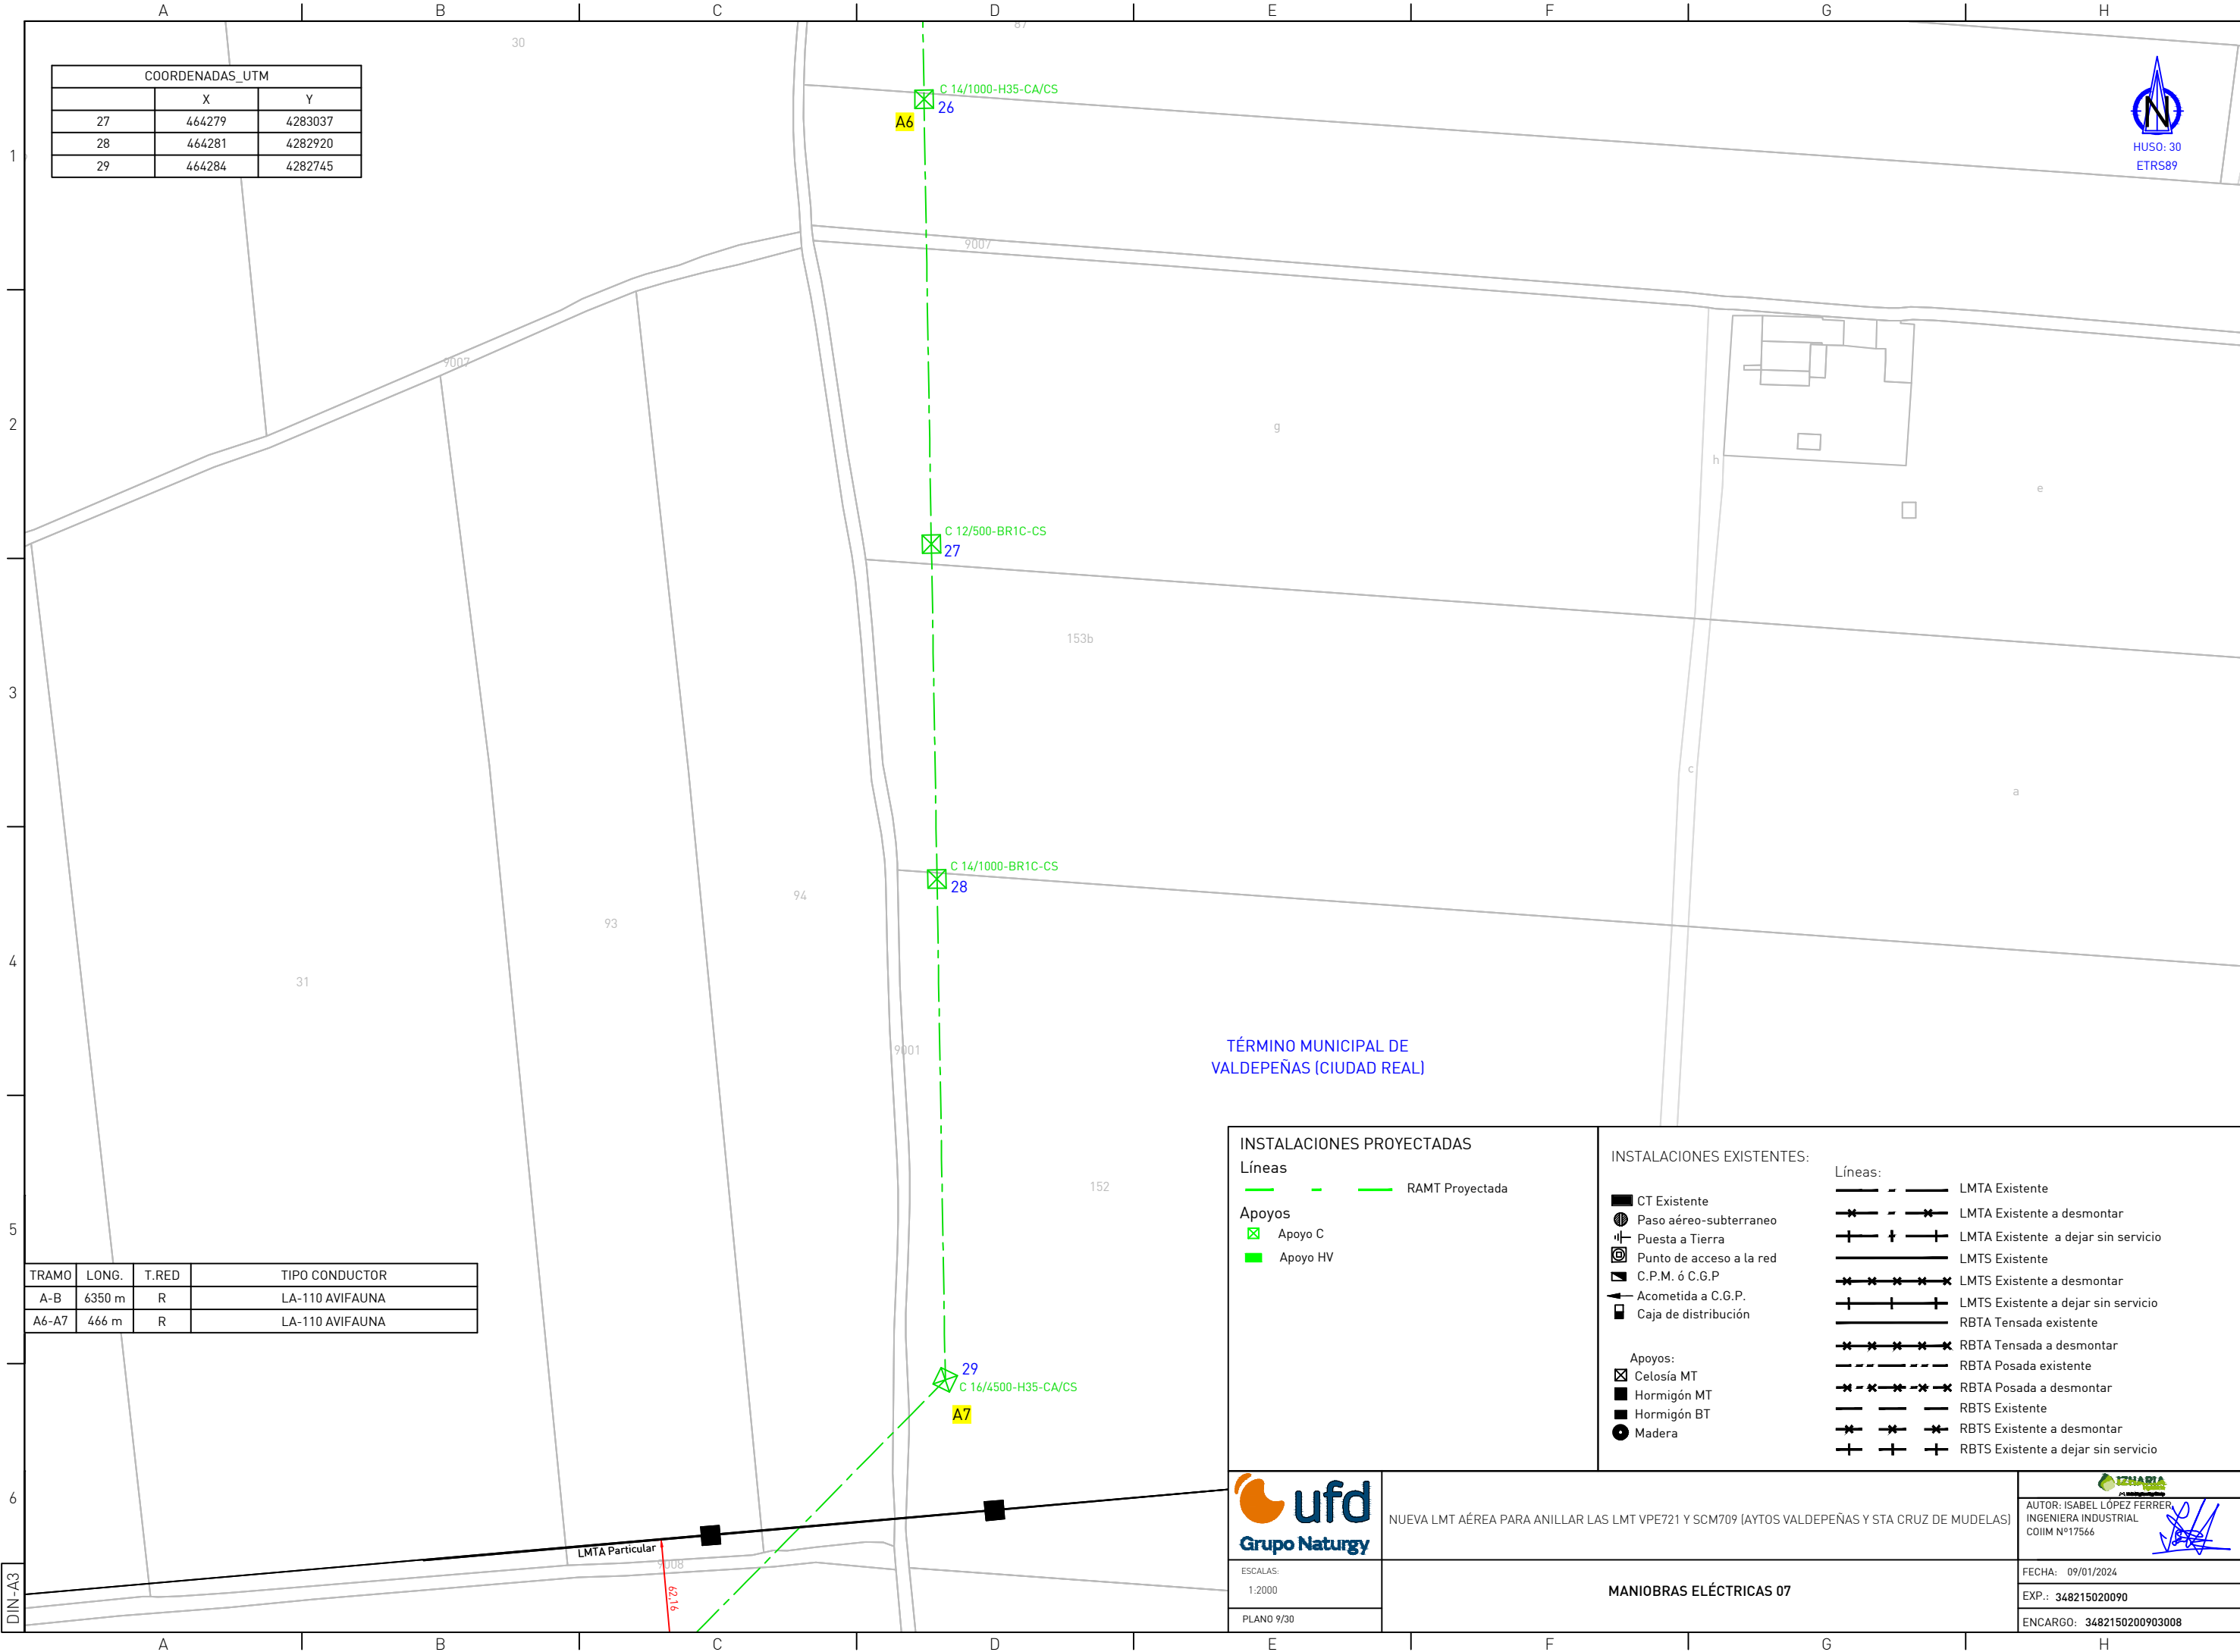 A B C D E F G H
30
67
COORDENADAS_UTM
X Y
27 464279 4283037
28 464281 4282920
29 464284 4282745
C 14/1000-H35-CA/CS
26
A6
N
HUSO: 30
ETRS89
1
9007
9007
2
g
h
e
C 12/500-BR1C-CS
27
153b
3
c
a
C 14/1000-BR1C-CS
28
94
93
4
31
9001
TÉRMINO MUNICIPAL DE
VALDEPEÑAS (CIUDAD REAL)
152
5
TRAMO LONG. T.RED TIPO CONDUCTOR
A-B 6350 m R LA-110 AVIFAUNA
A6-A7 466 m R LA-110 AVIFAUNA
29
C 16/4500-H35-CA/CS
A7
6
LMTA Particular
9008
62,16
DIN-A3
INSTALACIONES PROYECTADAS
Líneas
RAMT Proyectada
Apoyos
Apoyo C
Apoyo HV
INSTALACIONES EXISTENTES:
CT Existente
Paso aéreo-subterraneo
Puesta a Tierra
Punto de acceso a la red
C.P.M. ó C.G.P
Acometida a C.G.P.
Caja de distribución
Apoyos:
Celosía MT
Hormigón MT
Hormigón BT
Madera
Líneas:
LMTA Existente
LMTA Existente a desmontar
LMTA Existente a dejar sin servicio
LMTS Existente
LMTS Existente a desmontar
LMTS Existente a dejar sin servicio
RBTA Tensada existente
RBTA Tensada a desmontar
RBTA Posada existente
RBTA Posada a desmontar
RBTS Existente
RBTS Existente a desmontar
RBTS Existente a dejar sin servicio
ufd
Grupo Naturgy
NUEVA LMT AÉREA PARA ANILLAR LAS LMT VPE721 Y SCM709 (AYTOS VALDEPEÑAS Y STA CRUZ DE MUDELAS)
IZHARIA
AUTOR: ISABEL LÓPEZ FERRER
INGENIERA INDUSTRIAL
COIIM Nº17566
ESCALAS:
1:2000
PLANO 9/30
MANIOBRAS ELÉCTRICAS 07
FECHA: 09/01/2024
EXP.: 348215020090
ENCARGO: 3482150200903008
A B C D E F G H